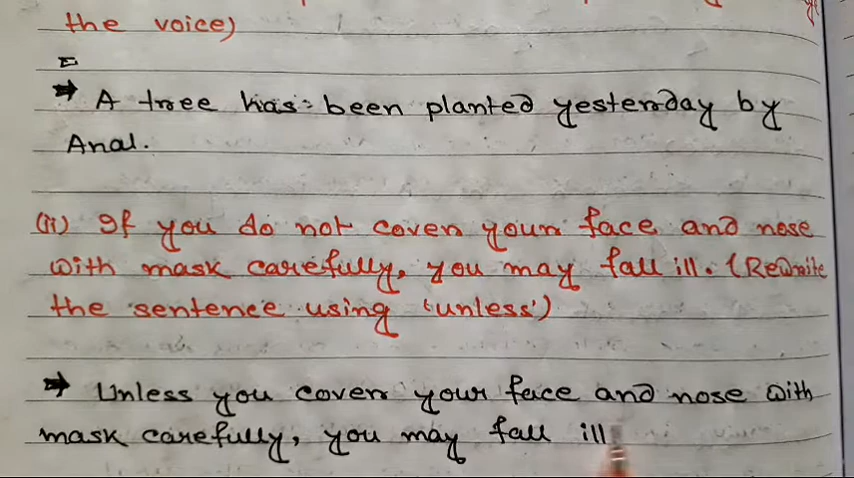 the voice)
⇒ A tree has been planted yesterday by
Anal.
(ii) If you do not cover your face and nose
with mask carefully, you may fall ill. (Rewrite
the sentence using 'unless')
⇒ Unless you cover your face and nose with
mask carefully, you may fall ill